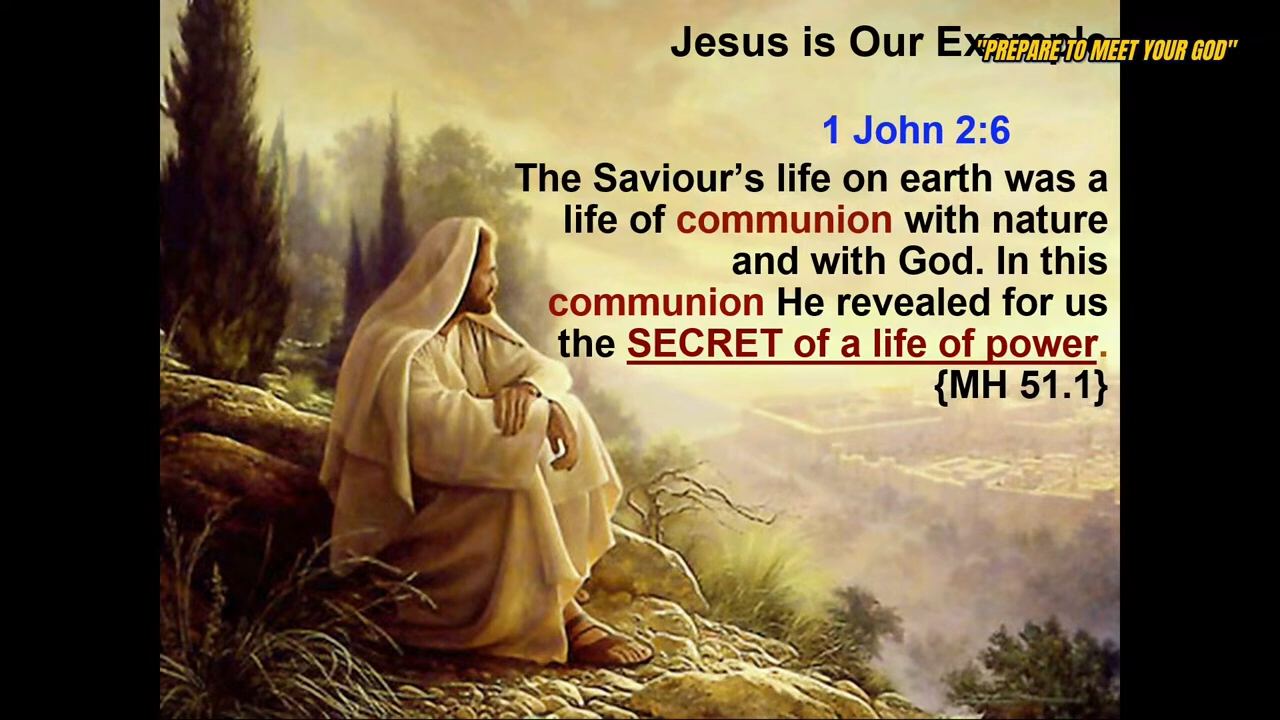 Jesus is Our Example
"PREPARE TO MEET YOUR GOD"
1 John 2:6
The Saviour’s life on earth was a
life of communion with nature
and with God. In this
communion He revealed for us
the SECRET of a life of power.
{MH 51.1}